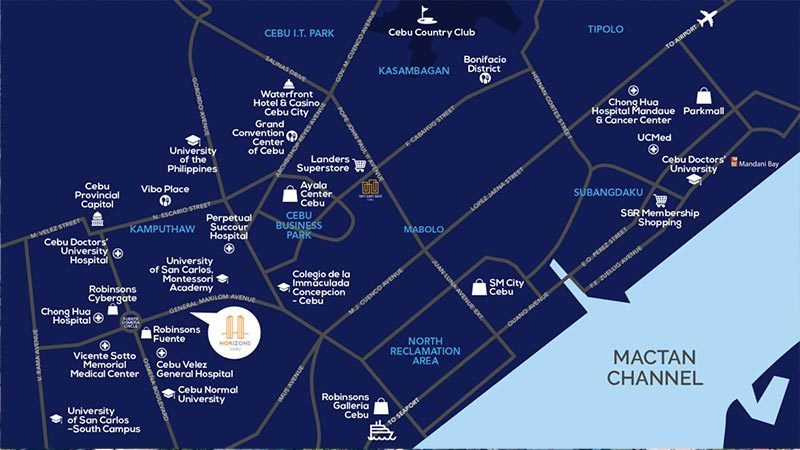 CEBU I.T. PARK
Cebu Country Club
TIPOLO
TO AIRPORT
SALINAS DRIVE
GOV. M. CUENCO AVENUE
KASAMBAGAN
Bonifacio
District
HERNAN CORTES STREET
GORORDO AVENUE
Waterfront
Hotel & Casino
Cebu City
Grand
Convention
Center
of Cebu
ARCHBISHOP REYES AVENUE
POPE JOHN PAUL II AVENUE
F. CABAHUG STREET
Chong Hua
Hospital Mandaue
& Cancer Center
Parkmall
UCMed
Cebu Doctors'
University
Mandani Bay
University
of the
Philippines
Landers
Superstore
LOPEZ JAENA STREET
SUBANGDAKU
S&R Membership
Shopping
Cebu
Provincial
Capitol
Vibo Place
Ayala
Center
Cebu
M. VELEZ STREET
N. ESCARIO STREET
KAMPUTHAW
Perpetual
Succour
Hospital
CEBU
BUSINESS
PARK
MABOLO
E.O. PEREZ STREET
F.E. ZUELLIG AVENUE
Cebu Doctors'
University
Hospital
University
of San Carlos,
Montessori
Academy
Colegio de la
Immaculada
Concepcion
- Cebu
JUAN LUNA AVENUE EXT
SM City
Cebu
OUANO AVENUE
Robinsons
Cybergate
GENERAL MAXILOM AVENUE
M.J. CUENCO AVENUE
Chong Hua
Hospital
FUENTE
OSMEÑA
CIRCLE
Robinsons
Fuente
HORIZONS
CEBU
NORTH
RECLAMATION
AREA
MACTAN
CHANNEL
V. RAMA AVENUE
Vicente Sotto
Memorial
Medical Center
OSMEÑA BOULEVARD
Cebu Velez
General Hospital
Cebu Normal
University
IMUS AVENUE
Robinsons
Galleria
Cebu
TO SEAPORT
University
of San Carlos
-South Campus